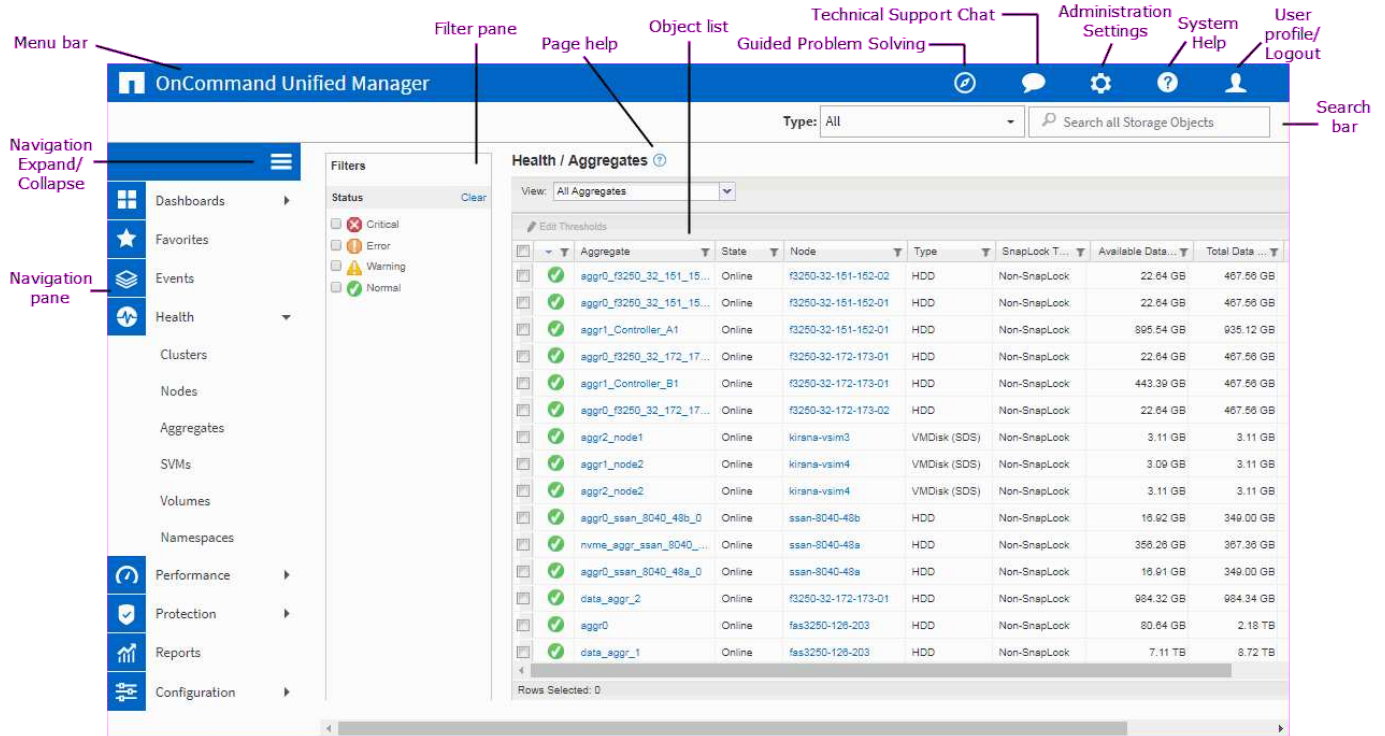 Technical Support Chat
Administration Settings
System Help
User profile/ Logout
Menu bar
Filter pane
Page help
Object list
Guided Problem Solving
OnCommand Unified Manager
Type: All
Search all Storage Objects
Search bar
Navigation Expand/ Collapse
Navigation pane
Dashboards
Favorites
Events
Health
Clusters
Nodes
Aggregates
SVMs
Volumes
Namespaces
Performance
Protection
Reports
Configuration
Filters
Status Clear
Critical
Error
Warning
Normal
Health / Aggregates ?
View: All Aggregates
Edit Thresholds
Aggregate State Node Type SnapLock T... Available Data... Total Data ...
aggr0_f3250_32_151_15... Online f3250-32-151-152-02 HDD Non-SnapLock 22.64 GB 467.56 GB
aggr0_f3250_32_151_15... Online f3250-32-151-152-01 HDD Non-SnapLock 22.64 GB 467.56 GB
aggr1_Controller_A1 Online f3250-32-151-152-01 HDD Non-SnapLock 895.54 GB 935.12 GB
aggr0_f3250_32_172_17... Online f3250-32-172-173-01 HDD Non-SnapLock 22.64 GB 467.56 GB
aggr1_Controller_B1 Online f3250-32-172-173-01 HDD Non-SnapLock 443.39 GB 467.56 GB
aggr0_f3250_32_172_17... Online f3250-32-172-173-02 HDD Non-SnapLock 22.64 GB 467.56 GB
aggr2_node1 Online kirana-vsim3 VMDisk (SDS) Non-SnapLock 3.11 GB 3.11 GB
aggr1_node2 Online kirana-vsim4 VMDisk (SDS) Non-SnapLock 3.09 GB 3.11 GB
aggr2_node2 Online kirana-vsim4 VMDisk (SDS) Non-SnapLock 3.11 GB 3.11 GB
aggr0_ssan_8040_48b_0 Online ssan-8040-48b HDD Non-SnapLock 16.92 GB 349.00 GB
nvme_aggr_ssan_8040_... Online ssan-8040-48a HDD Non-SnapLock 356.26 GB 367.36 GB
aggr0_ssan_8040_48a_0 Online ssan-8040-48a HDD Non-SnapLock 16.91 GB 349.00 GB
data_aggr_2 Online f3250-32-172-173-01 HDD Non-SnapLock 984.32 GB 984.34 GB
aggr0 Online fas3250-126-203 HDD Non-SnapLock 80.64 GB 2.18 TB
data_aggr_1 Online fas3250-126-203 HDD Non-SnapLock 7.11 TB 8.72 TB
Rows Selected: 0